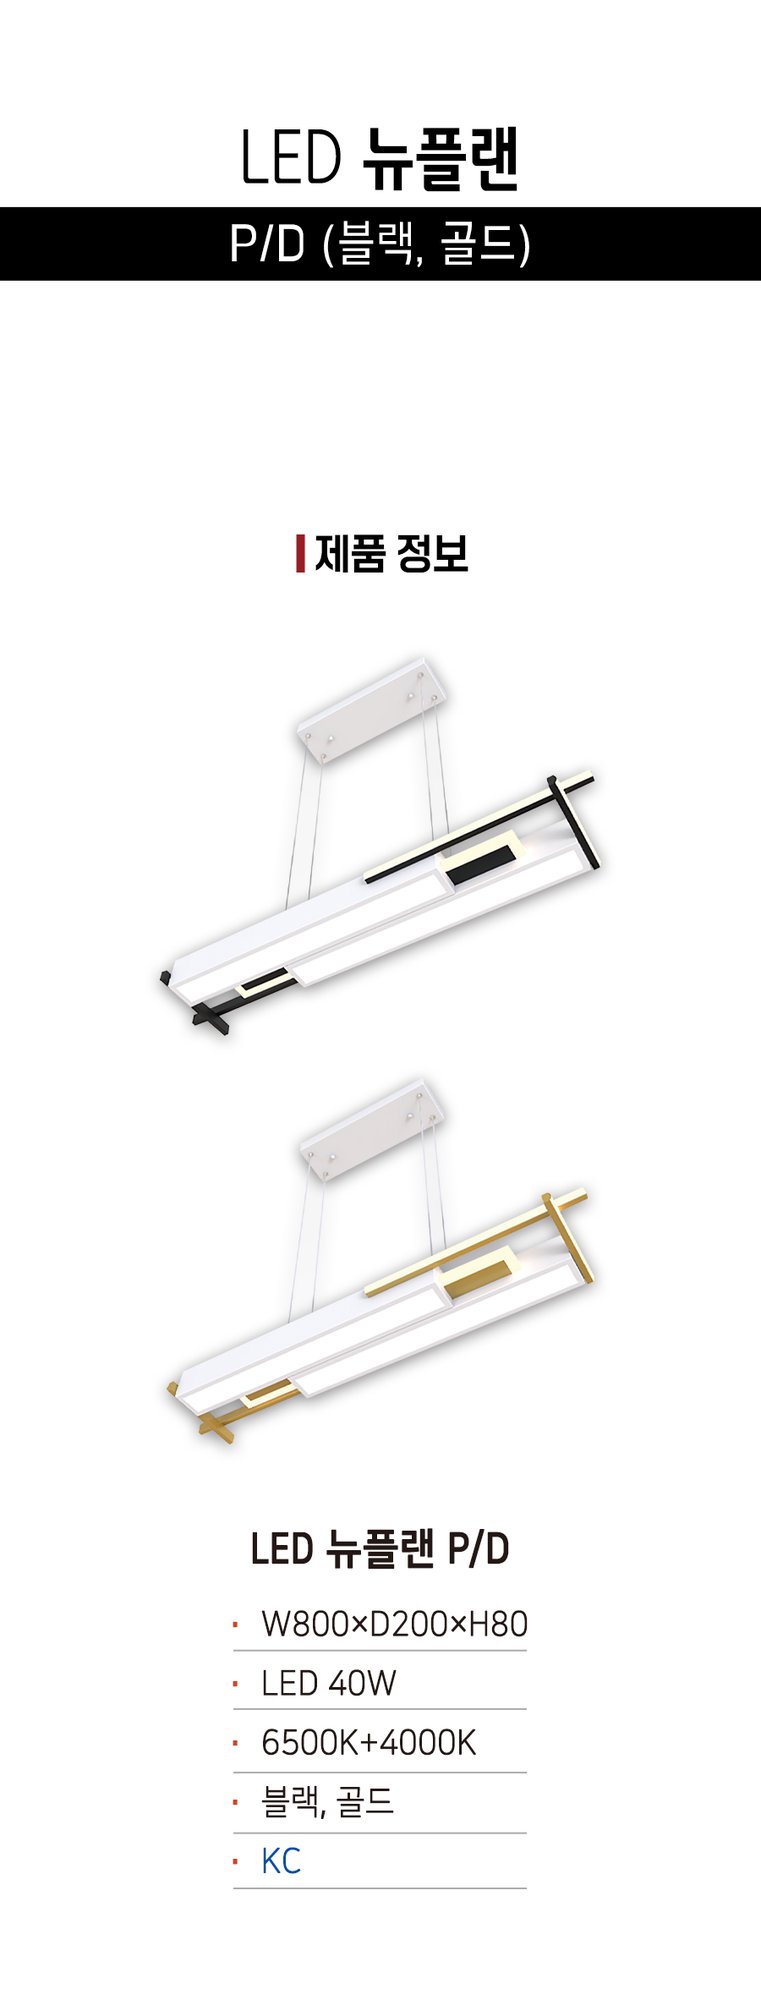 LED 뉴플랜
P/D (블랙, 골드)
제품 정보
LED 뉴플랜 P/D
· W800×D200×H80
· LED 40W
· 6500K+4000K
· 블랙, 골드
· KC